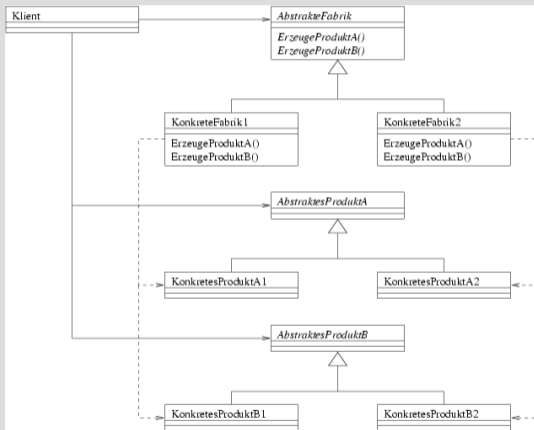 Klient
AbstrakteFabrik
ErzeugeProduktA()
ErzeugeProduktB()
KonkreteFabrik1
ErzeugeProduktA()
ErzeugeProduktB()
KonkreteFabrik2
ErzeugeProduktA()
ErzeugeProduktB()
AbstraktesProduktA
KonkretesProduktA1
KonkretesProduktA2
AbstraktesProduktB
KonkretesProduktB1
KonkretesProduktB2